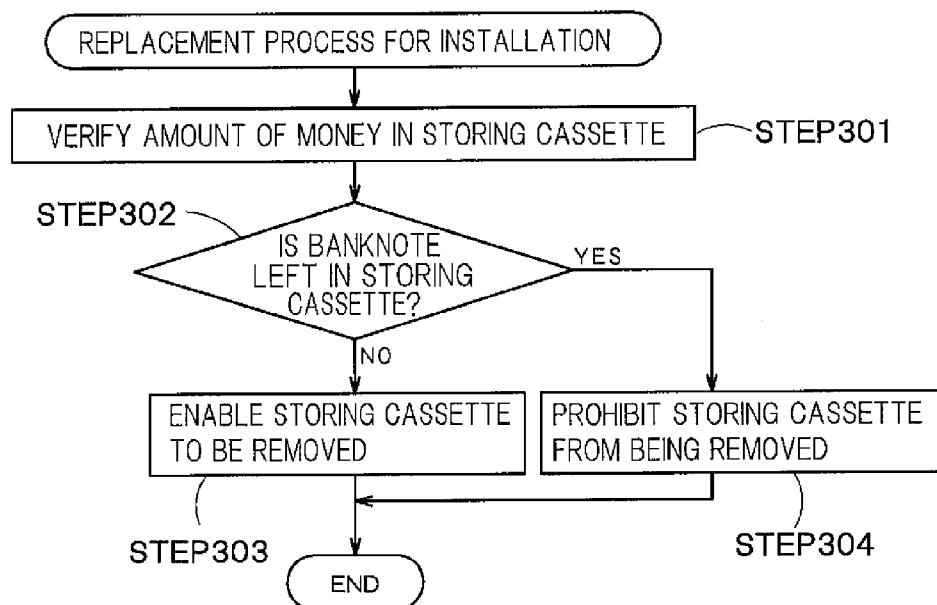 REPLACEMENT PROCESS FOR INSTALLATION
VERIFY AMOUNT OF MONEY IN STORING CASSETTE
STEP301
STEP302
IS BANKNOTE
LEFT IN STORING
CASSETTE?
YES
NO
ENABLE STORING CASSETTE
TO BE REMOVED
PROHIBIT STORING CASSETTE
FROM BEING REMOVED
STEP303
STEP304
END